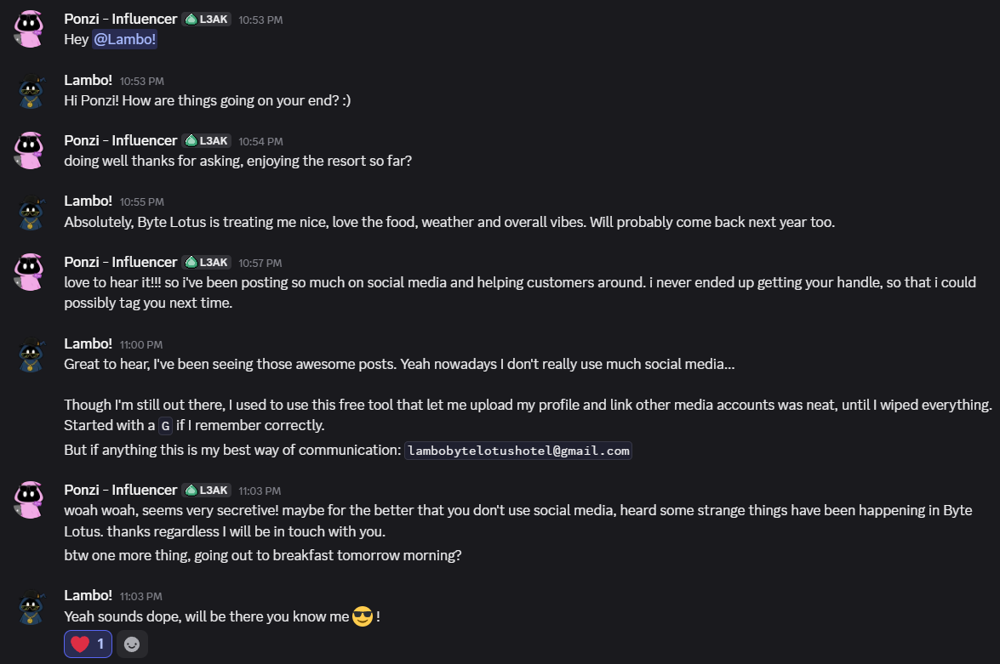 Ponzi - Influencer L3AK 10:53 PM
Hey @Lambo!
Lambo! 10:53 PM
Hi Ponzi! How are things going on your end? :)
Ponzi - Influencer L3AK 10:54 PM
doing well thanks for asking, enjoying the resort so far?
Lambo! 10:55 PM
Absolutely, Byte Lotus is treating me nice, love the food, weather and overall vibes. Will probably come back next year too.
Ponzi - Influencer L3AK 10:57 PM
love to hear it!!! so i've been posting so much on social media and helping customers around. i never ended up getting your handle, so that i could
possibly tag you next time.
Lambo! 11:00 PM
Great to hear, I've been seeing those awesome posts. Yeah nowadays I don't really use much social media...
Though I'm still out there, I used to use this free tool that let me upload my profile and link other media accounts was neat, until I wiped everything.
Started with a G if I remember correctly.
But if anything this is my best way of communication: lambobytelotushotel@gmail.com
Ponzi - Influencer L3AK 11:03 PM
woah woah, seems very secretive! maybe for the better that you don't use social media, heard some strange things have been happening in Byte
Lotus. thanks regardless I will be in touch with you.
btw one more thing, going out to breakfast tomorrow morning?
Lambo! 11:03 PM
Yeah sounds dope, will be there you know me 😎 !
❤️ 1